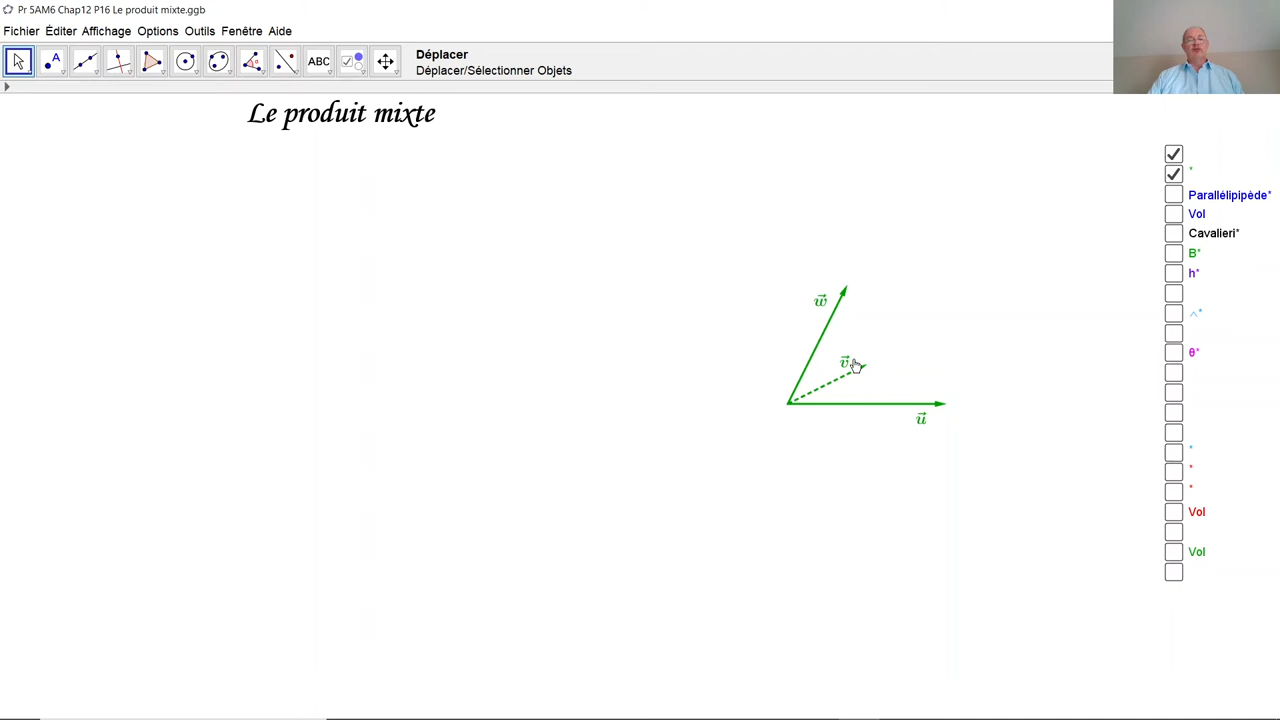 Pr 5AM6 Chap12 P16 Le produit mixte.ggb
Fichier Éditer Affichage Options Outils Fenêtre Aide
A
ABC
Déplacer
Déplacer/Sélectionner Objets
Le produit mixte
*
Parallélipipède*
Vol
Cavalieri*
B*
h*
^*
θ*
*
*
*
Vol
Vol
w
v
u